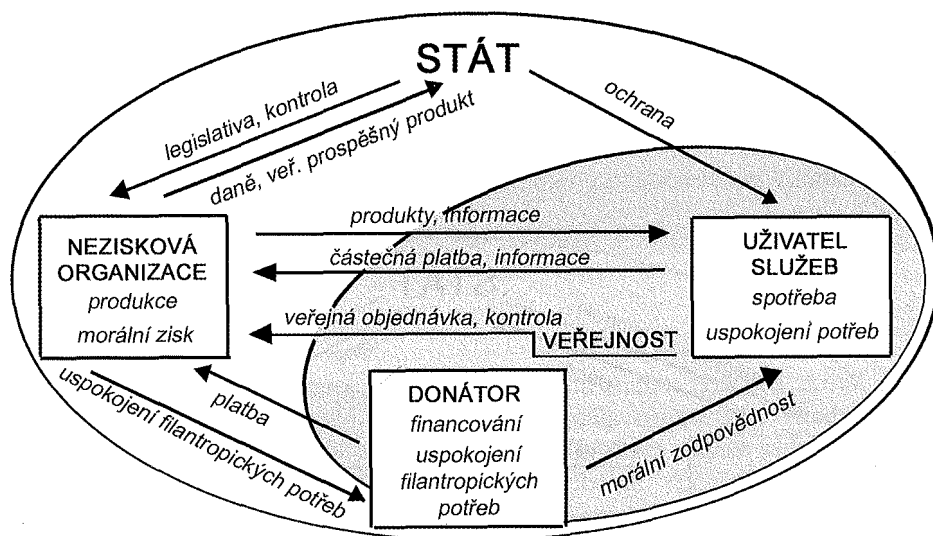 STÁT
legislativa, kontrola
daně, veř. prospěšný produkt
ochrana
NEZISKOVÁ
ORGANIZACE
produkce
morální zisk
produkty, informace
částečná platba, informace
veřejná objednávka, kontrola
VEŘEJNOST
UŽIVATEL
SLUŽEB
spotřeba
uspokojení potřeb
uspokojení filantropických potřeb
platba
DONÁTOR
financování
uspokojení
filantropických
potřeb
morální zodpovědnost